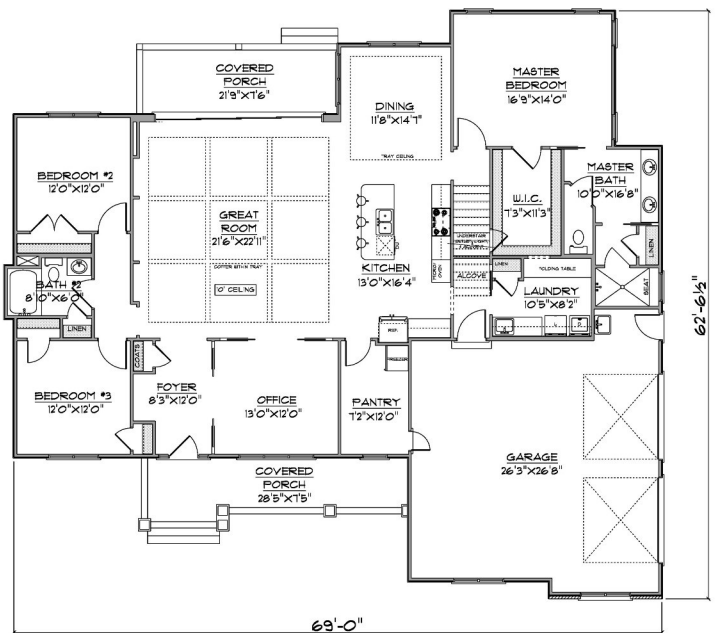 COVERED
PORCH
21'9"X7'6"
DINING
11'8"X14'7"
TRAY CEILING
MASTER
BEDROOM
16'9"X14'0"
BEDROOM #2
12'0"X12'0"
GREAT
ROOM
21'6"X22'11"
COFFER WITHIN TRAY
10' CEILING
KITCHEN
13'0"X16'4"
DW
REF.
W.I.C.
7'3"X11'3"
MASTER
BATH
10'0"X16'8"
LINEN
SEAT
ALCOVE
LINEN
FOLDING TABLE
LAUNDRY
10'5"X8'2"
BATH #2
8'0"X6'0"
LINEN
BEDROOM #3
12'0"X12'0"
COATS
FOYER
8'3"X12'0"
OFFICE
13'0"X12'0"
PANTRY
7'2"X12'0"
FREEZER
GARAGE
26'3"X26'8"
COVERED
PORCH
28'5"X7'5"
69'-0"
62'-6½"